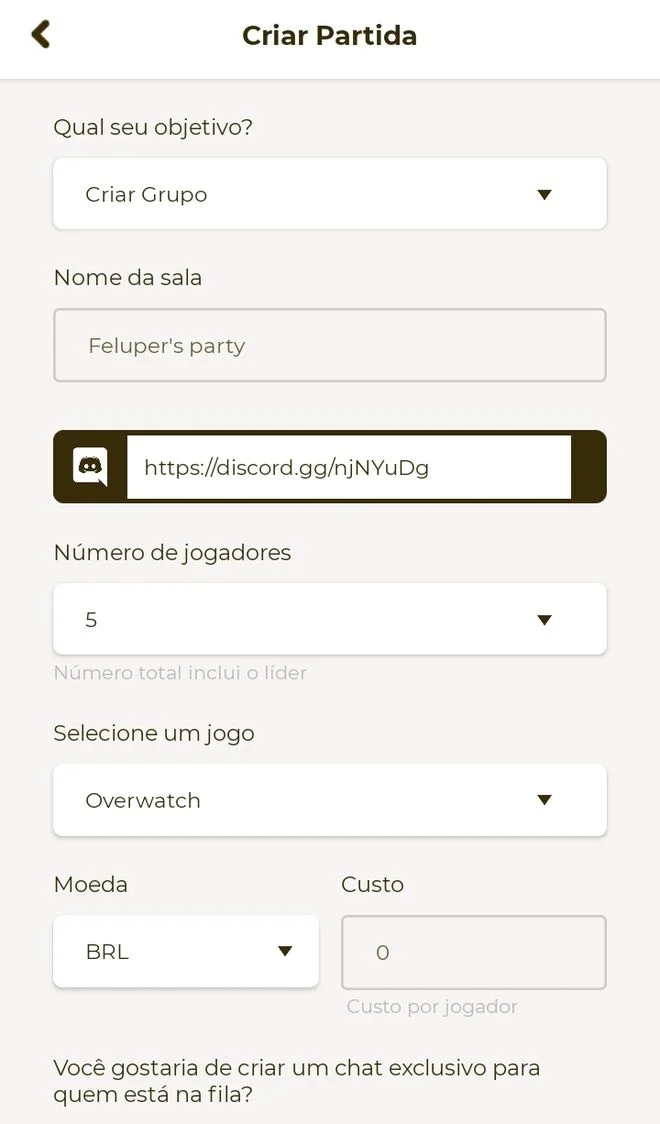 Criar Partida
Qual seu objetivo?
Criar Grupo
Nome da sala
Feluper's party
https://discord.gg/njNYuDg
Número de jogadores
5
Número total inclui o líder
Selecione um jogo
Overwatch
Moeda
Custo
BRL
0
Custo por jogador
Você gostaria de criar um chat exclusivo para
quem está na fila?